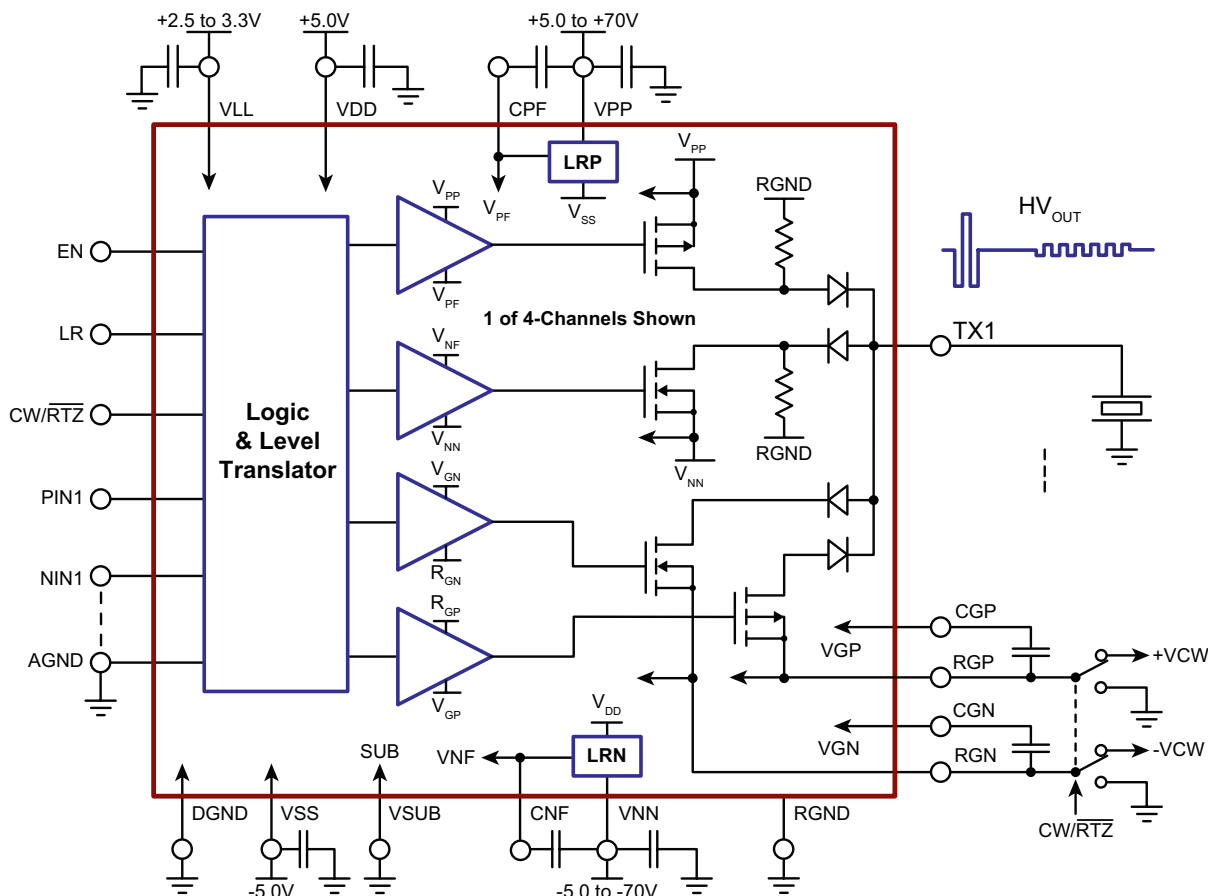 +2.5 to 3.3V
+5.0V
+5.0 to +70V
VLL
VDD
CPF
VPP
LRP
VPP
VPF
VSS
VPP
RGND
HVOUT
EN
VPP
VPF
1 of 4-Channels Shown
LR
VNF
TX1
CW/RTZ
Logic
& Level
Translator
VNN
RGND
VNN
PIN1
VGN
NIN1
RGN
RGP
AGND
CGP
VGP
+VCW
RGP
VGP
VDD
CGN
VGN
SUB
VNF
LRN
RGN
-VCW
DGND
VSS
VSUB
CNF
VNN
RGND
CW/RTZ
-5.0V
-5.0 to -70V